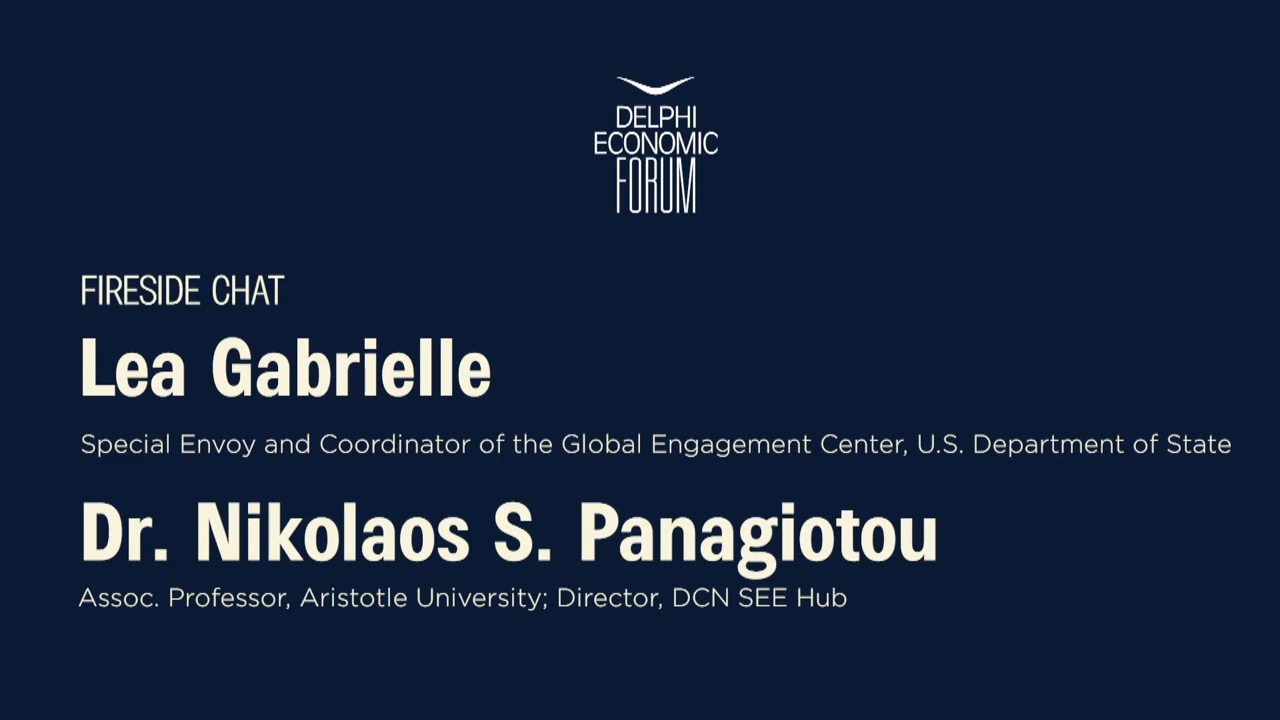 DELPHI
ECONOMIC
FORUM
FIRESIDE CHAT
Lea Gabrielle
Special Envoy and Coordinator of the Global Engagement Center, U.S. Department of State
Dr. Nikolaos S. Panagiotou
Assoc. Professor, Aristotle University; Director, DCN SEE Hub